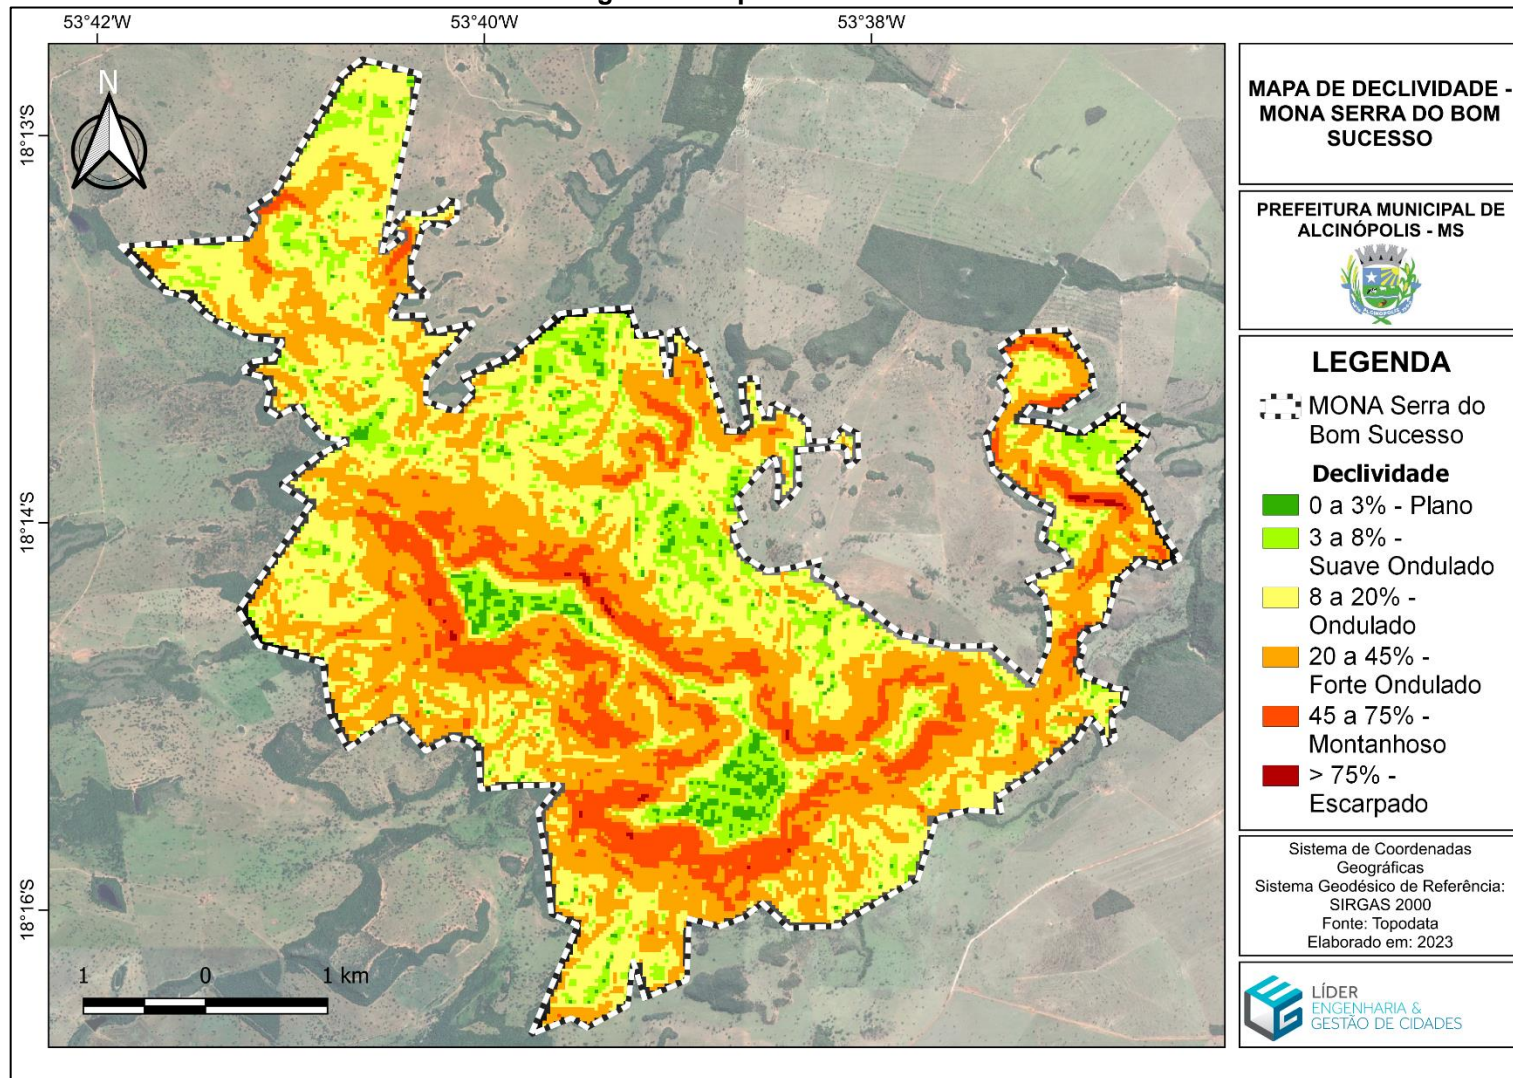 53°42'W
53°40'W
53°38'W
18°13'S
18°14'S
18°16'S
N
1 0 1 km
MAPA DE DECLIVIDADE -
MONA SERRA DO BOM
SUCESSO
PREFEITURA MUNICIPAL DE
ALCINÓPOLIS - MS
ALCINÓPOLIS
LEGENDA
MONA Serra do
Bom Sucesso
Declividade
0 a 3% - Plano
3 a 8% -
Suave Ondulado
8 a 20% -
Ondulado
20 a 45% -
Forte Ondulado
45 a 75% -
Montanhoso
> 75% -
Escarpado
Sistema de Coordenadas
Geográficas
Sistema Geodésico de Referência:
SIRGAS 2000
Fonte: Topodata
Elaborado em: 2023
LÍDER
ENGENHARIA &
GESTÃO DE CIDADES